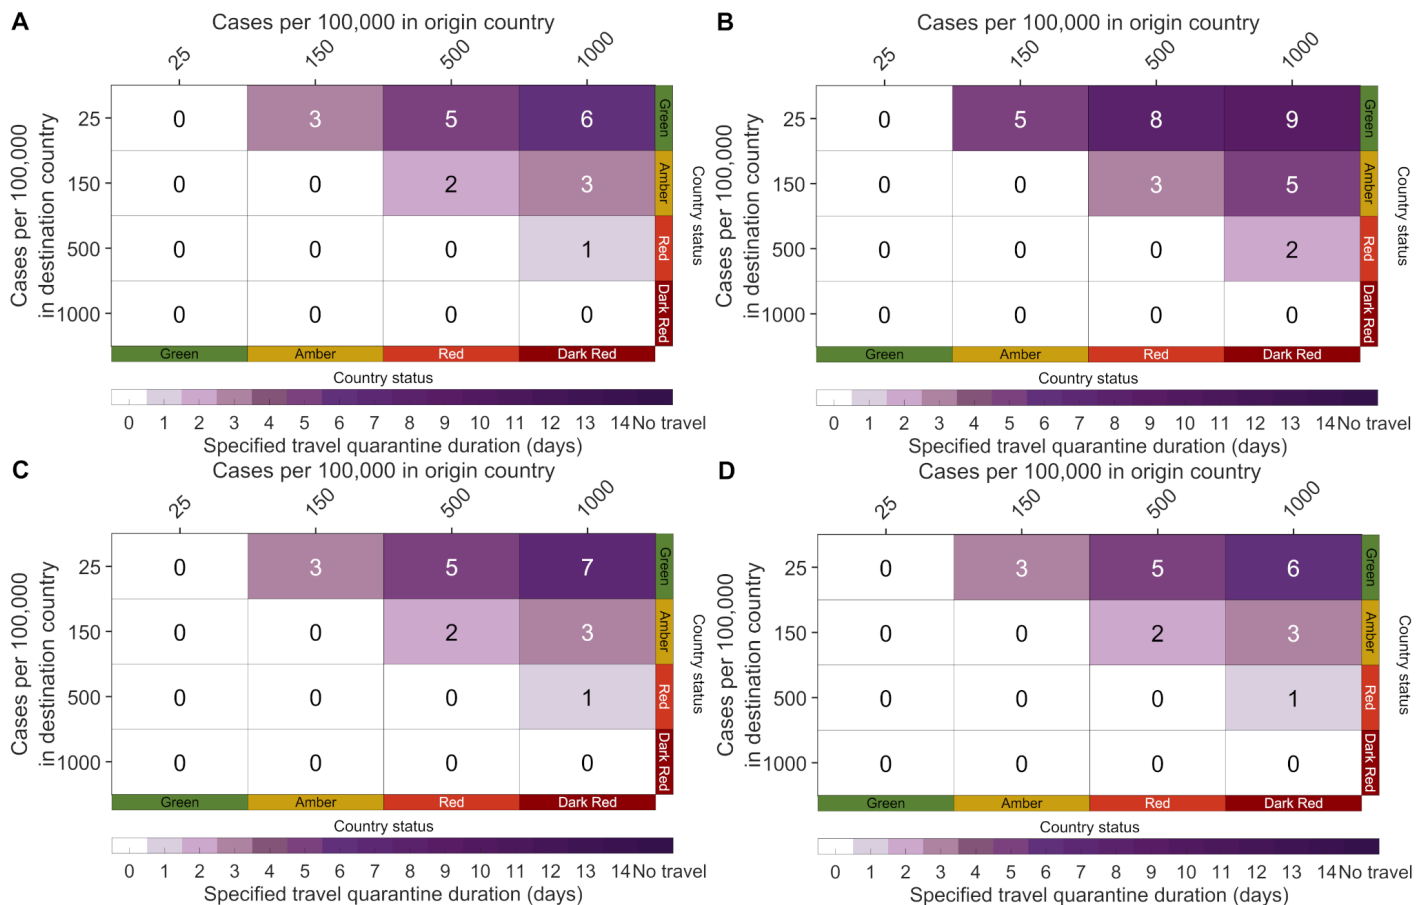 A
Cases per 100,000 in origin country
25 150 500 1000
Cases per 100,000
in destination country
25 0 3 5 6 Green
150 0 0 2 3 Amber
500 0 0 0 1 Red
1000 0 0 0 0 Dark Red
Country status
Green Amber Red Dark Red
Country status
0 1 2 3 4 5 6 7 8 9 10 11 12 13 14 No travel
Specified travel quarantine duration (days)
B
Cases per 100,000 in origin country
25 150 500 1000
Cases per 100,000
in destination country
25 0 5 8 9 Green
150 0 0 3 5 Amber
500 0 0 0 2 Red
1000 0 0 0 0 Dark Red
Country status
Green Amber Red Dark Red
Country status
0 1 2 3 4 5 6 7 8 9 10 11 12 13 14 No travel
Specified travel quarantine duration (days)
C
Cases per 100,000 in origin country
25 150 500 1000
Cases per 100,000
in destination country
25 0 3 5 7 Green
150 0 0 2 3 Amber
500 0 0 0 1 Red
1000 0 0 0 0 Dark Red
Country status
Green Amber Red Dark Red
Country status
0 1 2 3 4 5 6 7 8 9 10 11 12 13 14 No travel
Specified travel quarantine duration (days)
D
Cases per 100,000 in origin country
25 150 500 1000
Cases per 100,000
in destination country
25 0 3 5 6 Green
150 0 0 2 3 Amber
500 0 0 0 1 Red
1000 0 0 0 0 Dark Red
Country status
Green Amber Red Dark Red
Country status
0 1 2 3 4 5 6 7 8 9 10 11 12 13 14 No travel
Specified travel quarantine duration (days)